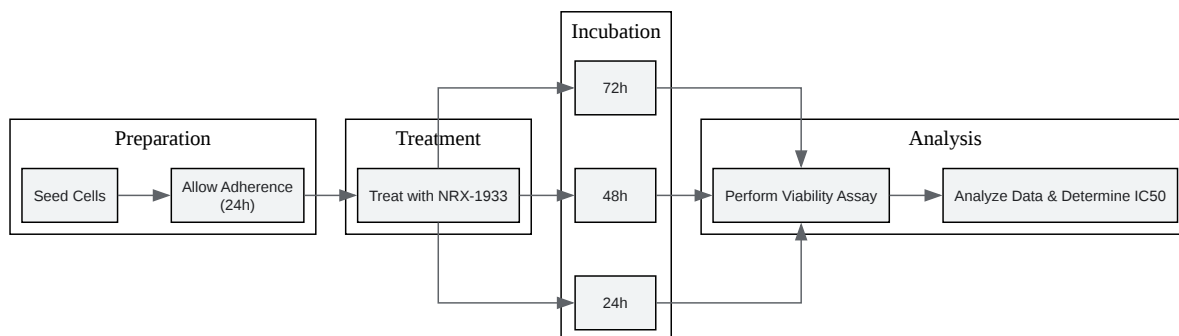 Incubation
72h
Preparation
Treatment
Analysis
Seed Cells
Allow Adherence
(24h)
Treat with NRX-1933
48h
Perform Viability Assay
Analyze Data & Determine IC50
24h